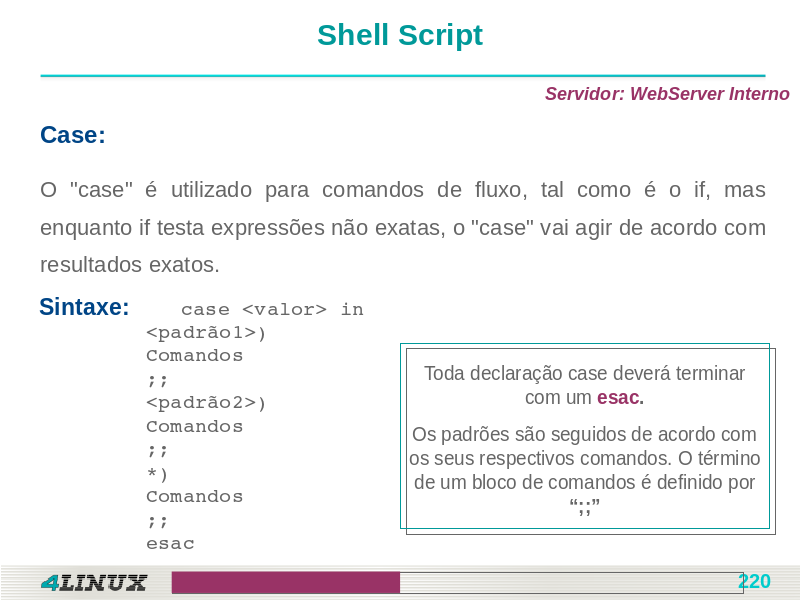 Shell Script
Servidor: WebServer Interno
Case:
O "case" é utilizado para comandos de fluxo, tal como é o if, mas
enquanto if testa expressões não exatas, o "case" vai agir de acordo com
resultados exatos.
Sintaxe: case <valor> in
<padrão1>)
Comandos
;;
<padrão2>)
Comandos
;;
*)
Comandos
;;
esac
Toda declaração case deverá terminar
com um esac.
Os padrões são seguidos de acordo com
os seus respectivos comandos. O término
de um bloco de comandos é definido por
“;;”
4LINUX
220